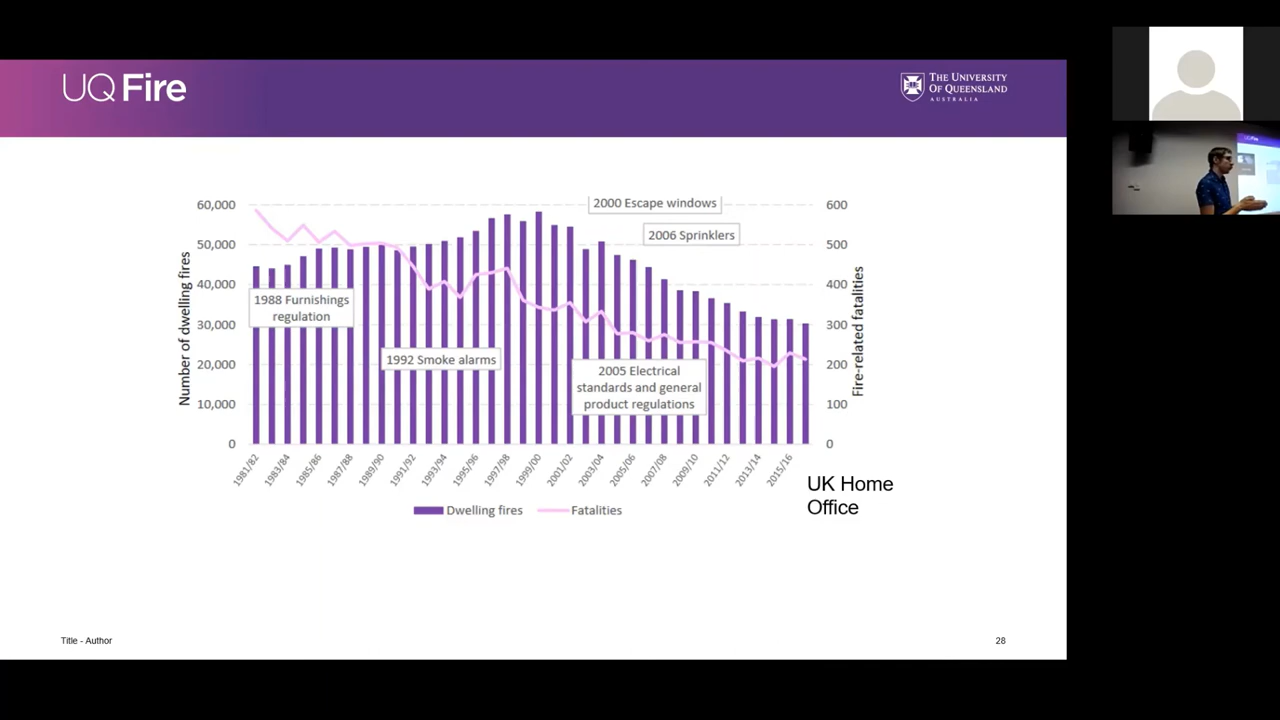 UQ Fire
THE UNIVERSITY
OF QUEENSLAND
AUSTRALIA
2000 Escape windows
2006 Sprinklers
1988 Furnishings
regulation
1992 Smoke alarms
2005 Electrical
standards and general
product regulations
Number of dwelling fires
60,000
50,000
40,000
30,000
20,000
10,000
0
Fire-related fatalities
600
500
400
300
200
100
0
1981/82
1983/84
1985/86
1987/88
1989/90
1991/92
1993/94
1995/96
1997/98
1999/00
2001/02
2003/04
2005/06
2007/08
2009/10
2011/12
2013/14
2015/16
Dwelling fires
Fatalities
UK Home
Office
Title - Author
28
UQFire